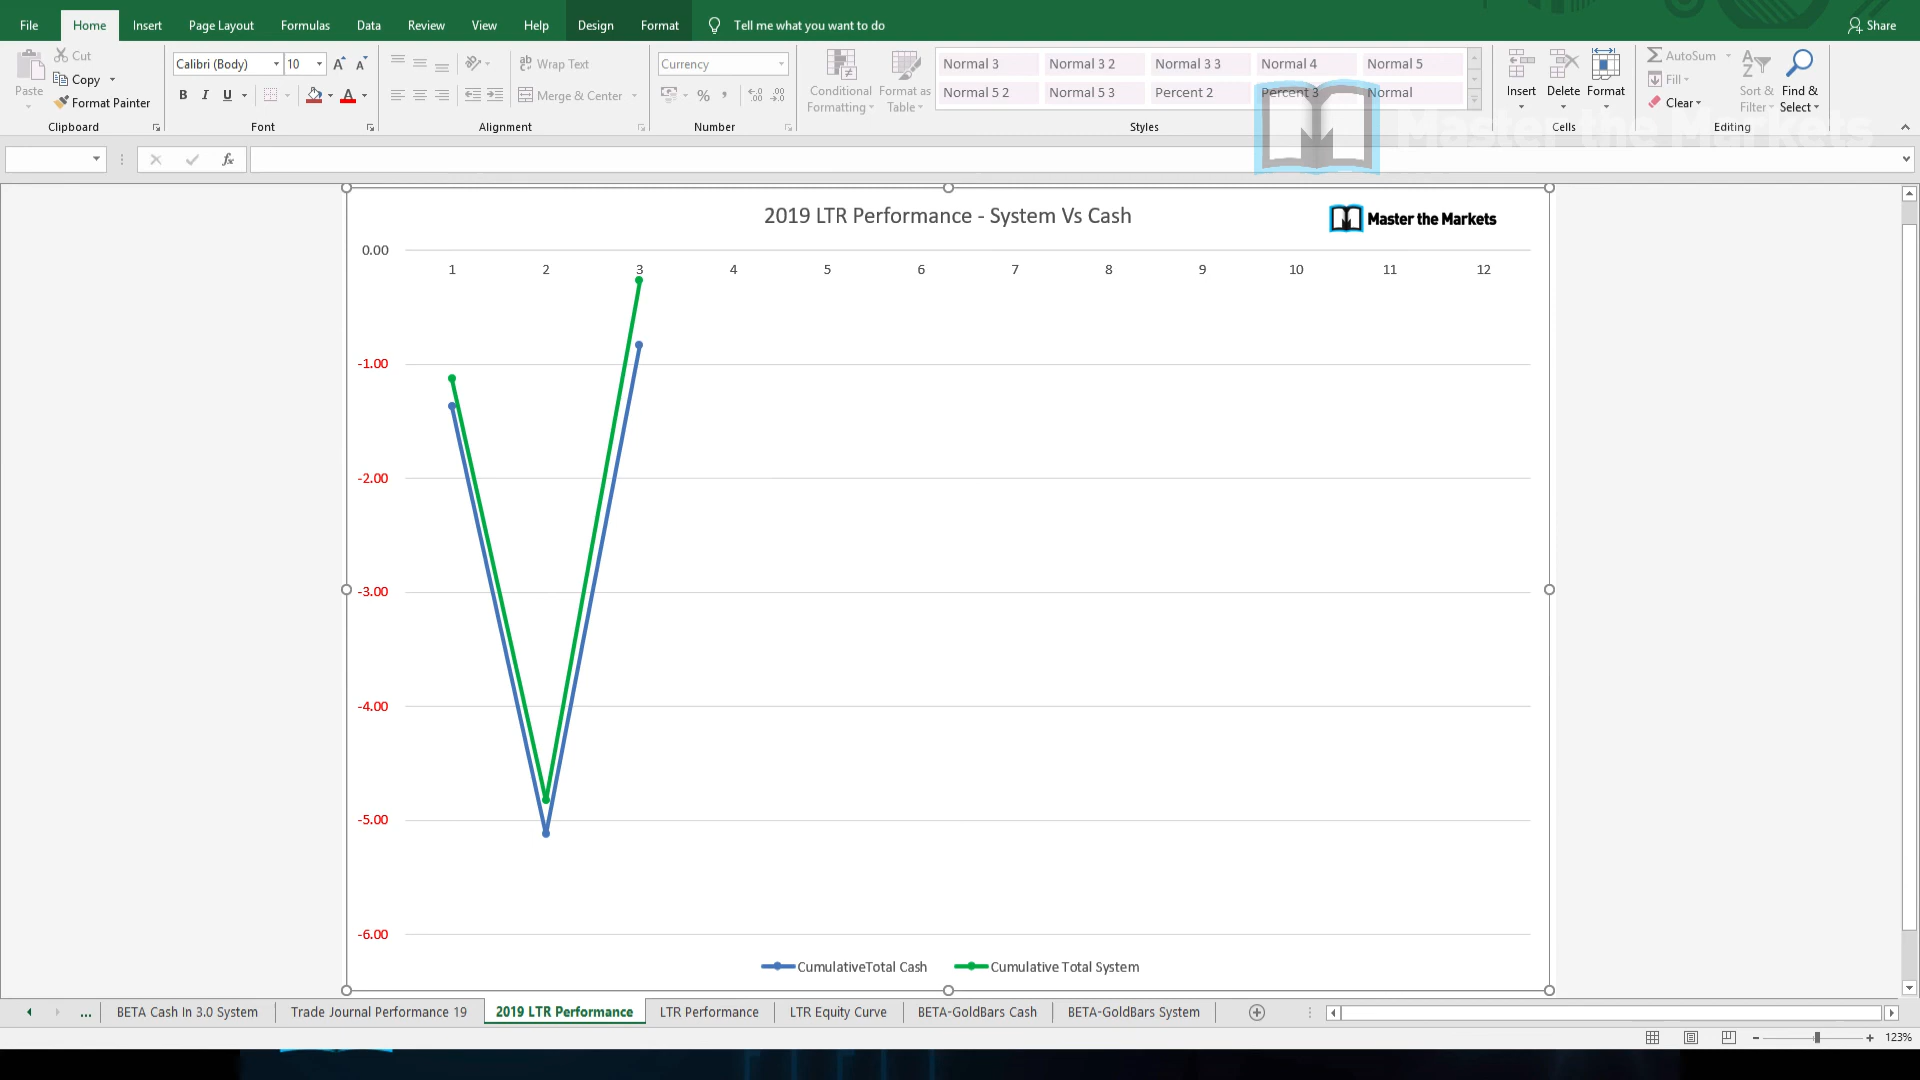 File Home Insert Page Layout Formulas Data Review View Help Design Format Tell me what you want to do Share
Paste Cut Copy Format Painter Clipboard
Calibri (Body) 10 A A B I U A Font
Wrap Text Merge & Center Alignment
Currency % , Number
Conditional Formatting Format as Table
Normal 3 Normal 3 2 Normal 3 3 Normal 4 Normal 5
Normal 5 2 Normal 5 3 Percent 2 Percent 3 Normal
Styles
Insert Delete Format Cells
AutoSum Fill Clear Sort & Filter Find & Select Editing
Master the Markets
fx
2019 LTR Performance - System Vs Cash
Master the Markets
0.00
1 2 3 4 5 6 7 8 9 10 11 12
-1.00
-2.00
-3.00
-4.00
-5.00
-6.00
CumulativeTotal Cash Cumulative Total System
... BETA Cash In 3.0 System Trade Journal Performance 19 2019 LTR Performance LTR Performance LTR Equity Curve BETA-GoldBars Cash BETA-GoldBars System
123%